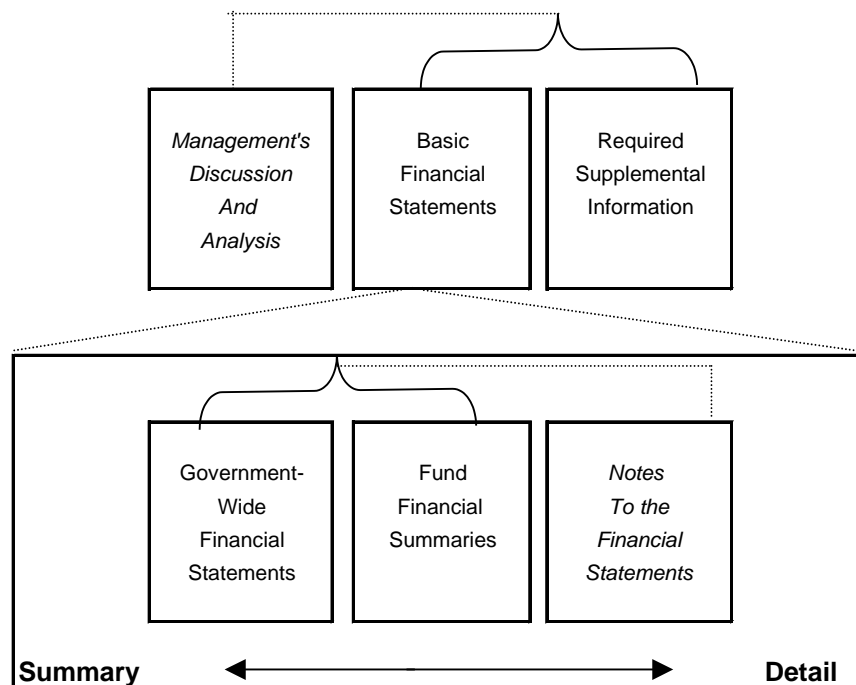 Management's
Discussion
And
Analysis
Basic
Financial
Statements
Required
Supplemental
Information
Government-
Wide
Financial
Statements
Fund
Financial
Summaries
Notes
To the
Financial
Statements
Summary
Detail